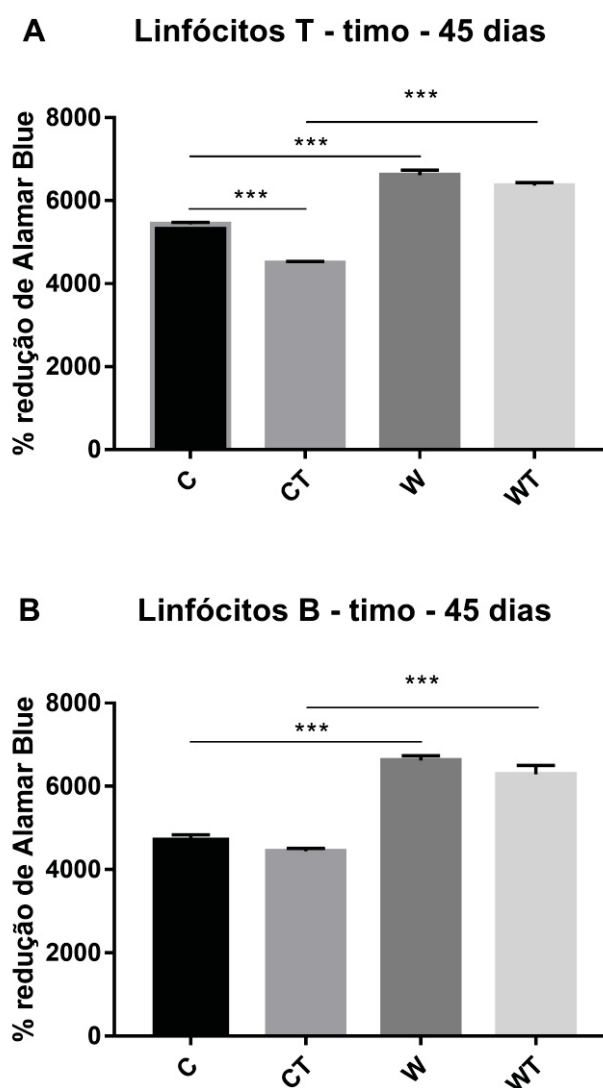 A
Linfócitos T - timo - 45 dias
% redução de Alamar Blue
8000
6000
4000
2000
0
***
***
***
C
CT
W
WT
B
Linfócitos B - timo - 45 dias
% redução de Alamar Blue
8000
6000
4000
2000
0
***
***
C
CT
W
WT